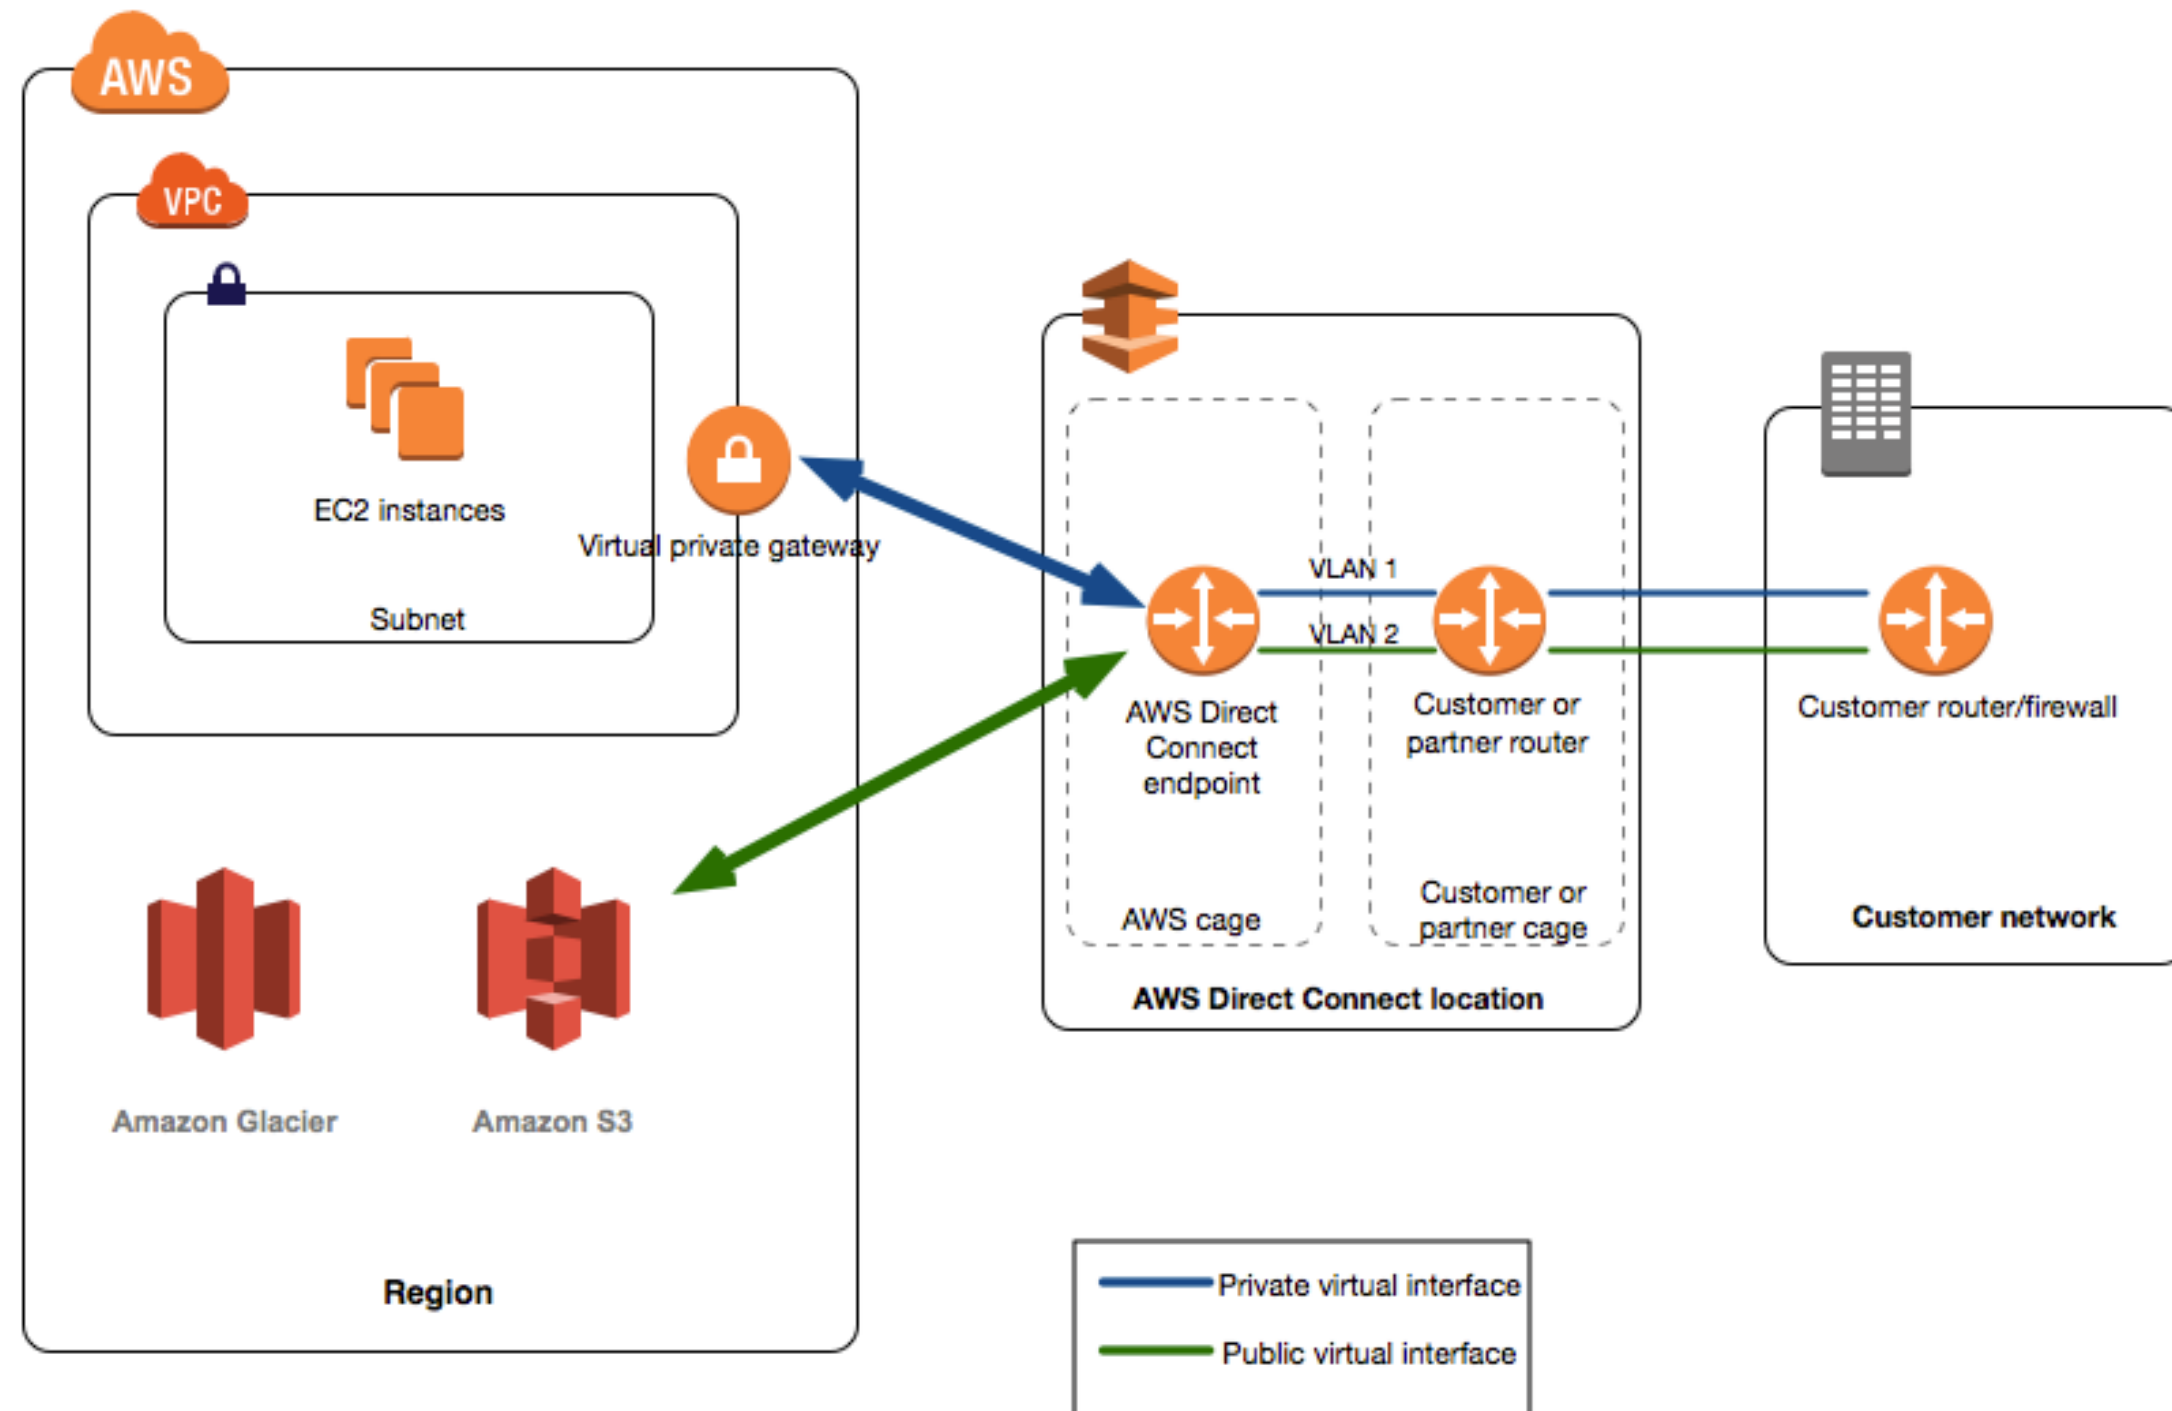 AWS
VPC
EC2 instances
Virtual private gateway
Subnet
Amazon Glacier
Amazon S3
Region
VLAN 1
VLAN 2
AWS Direct
Connect
endpoint
AWS cage
Customer or
partner router
Customer or
partner cage
AWS Direct Connect location
Customer router/firewall
Customer network
Private virtual interface
Public virtual interface